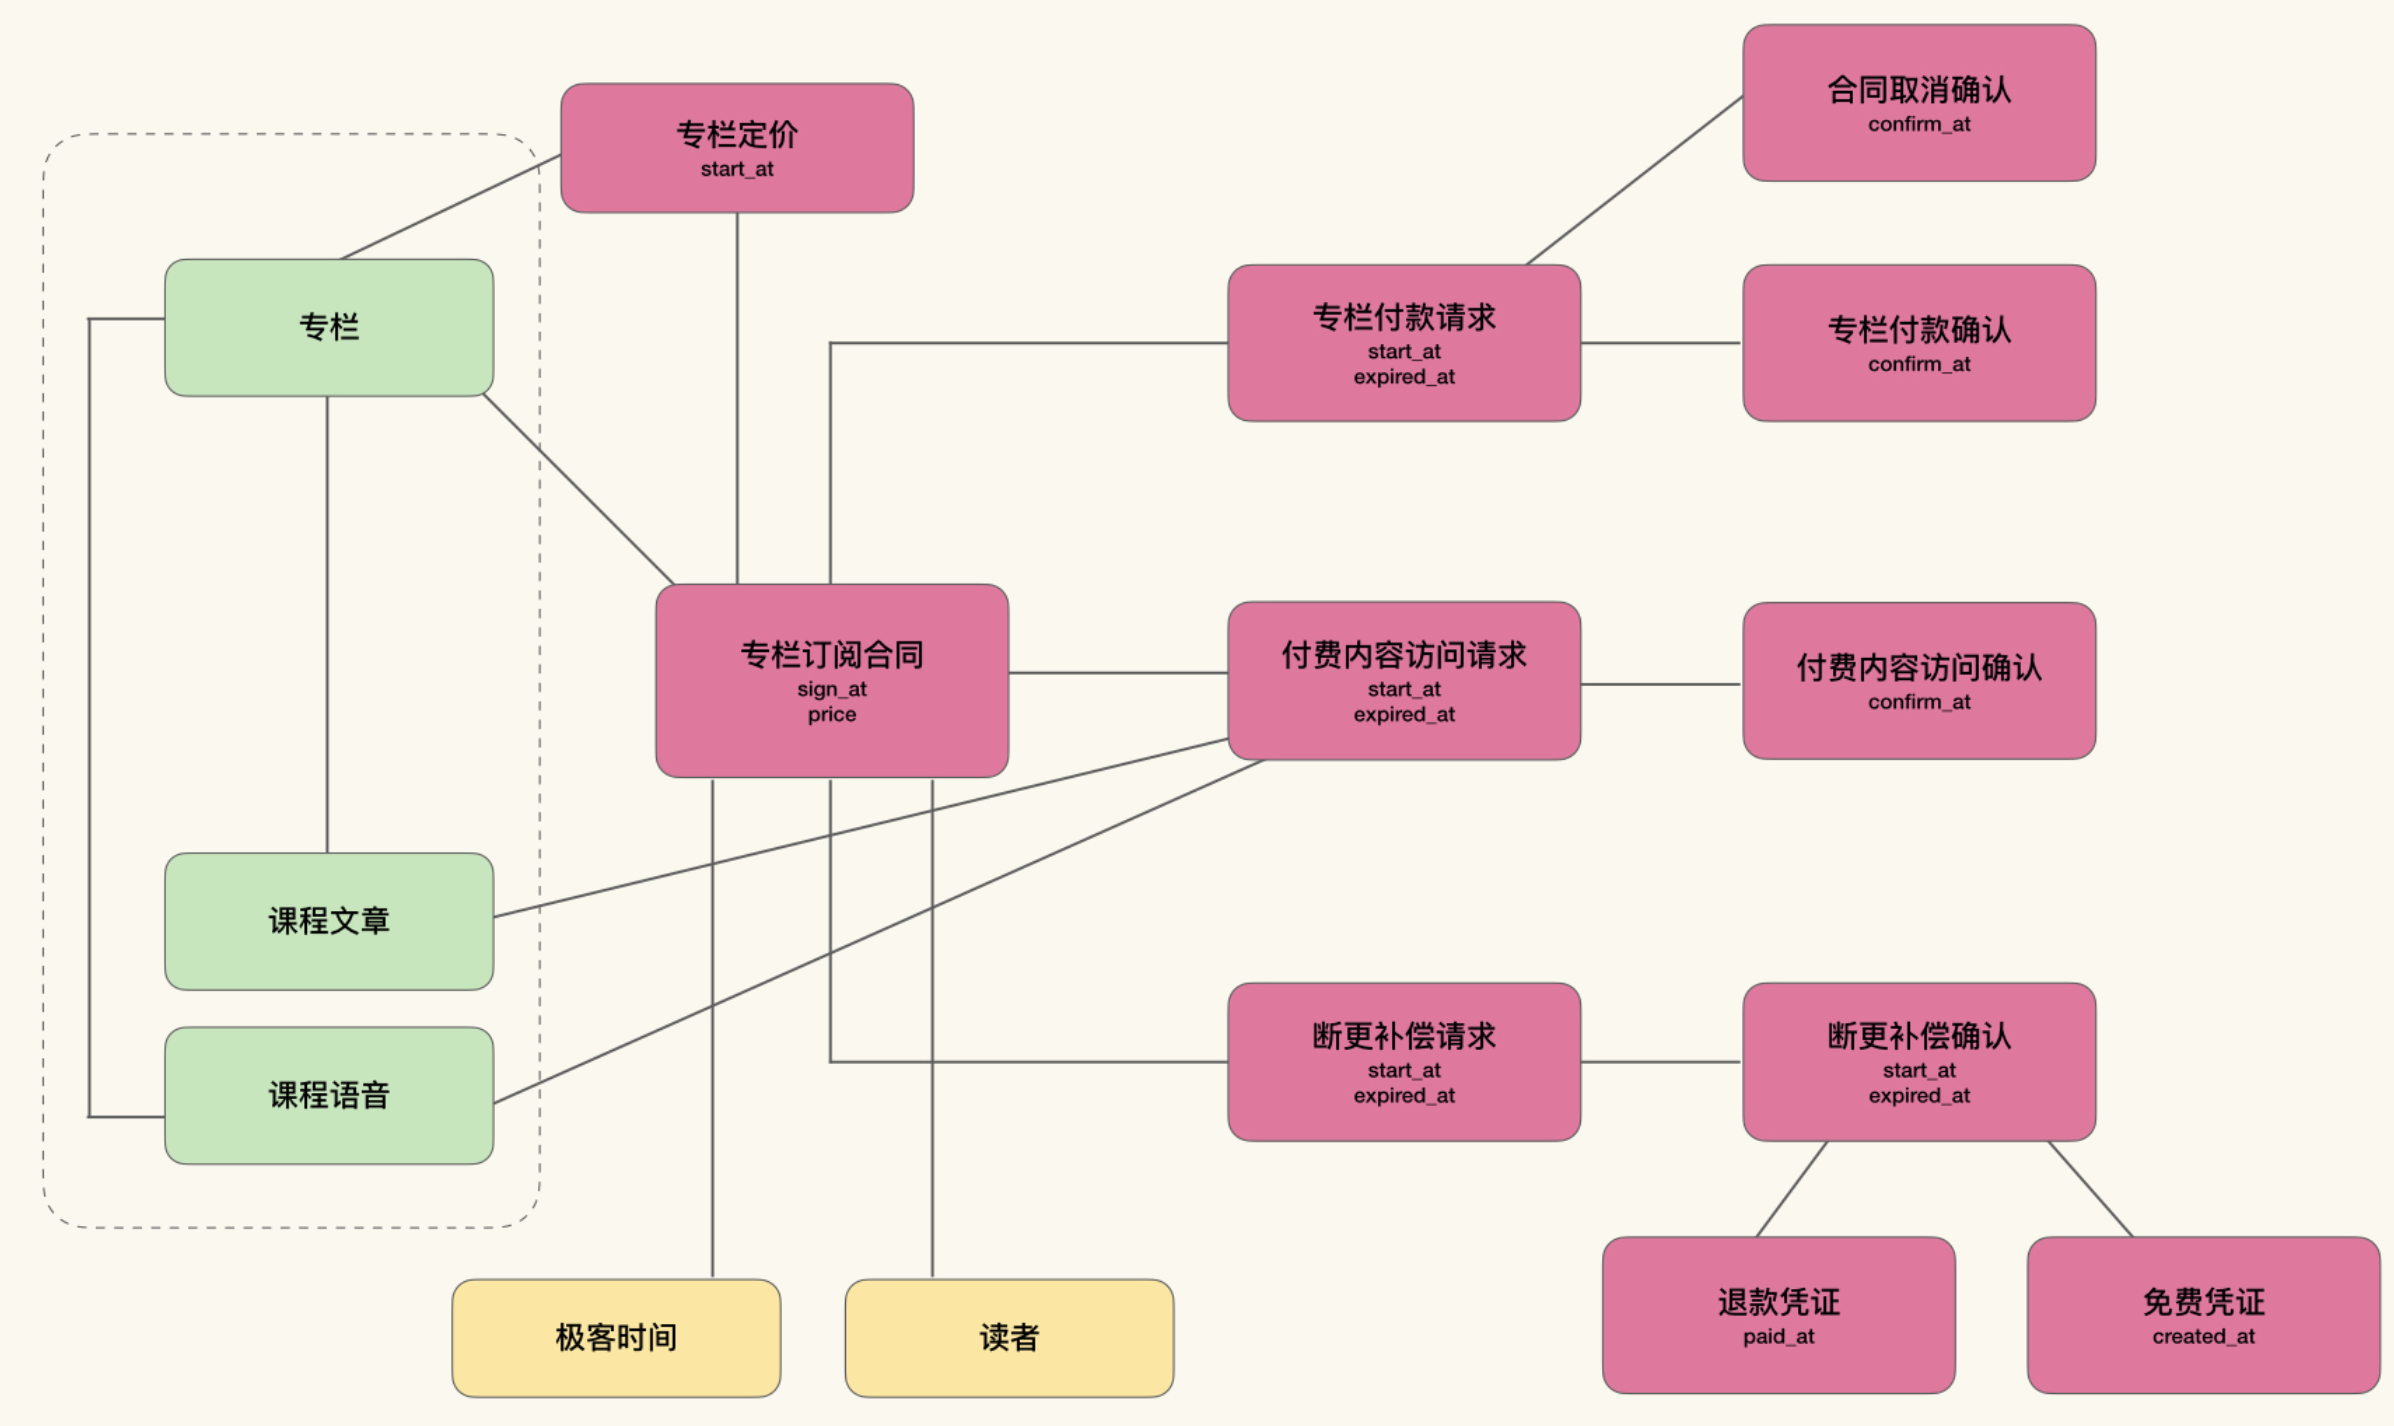 合同取消确认
confirm_at
专栏定价
start_at
专栏
专栏付款请求
start_at
expired_at
专栏付款确认
confirm_at
专栏订阅合同
sign_at
price
付费内容访问请求
start_at
expired_at
付费内容访问确认
confirm_at
课程文章
课程语音
断更补偿请求
start_at
expired_at
断更补偿确认
start_at
expired_at
极客时间
读者
退款凭证
paid_at
免费凭证
created_at